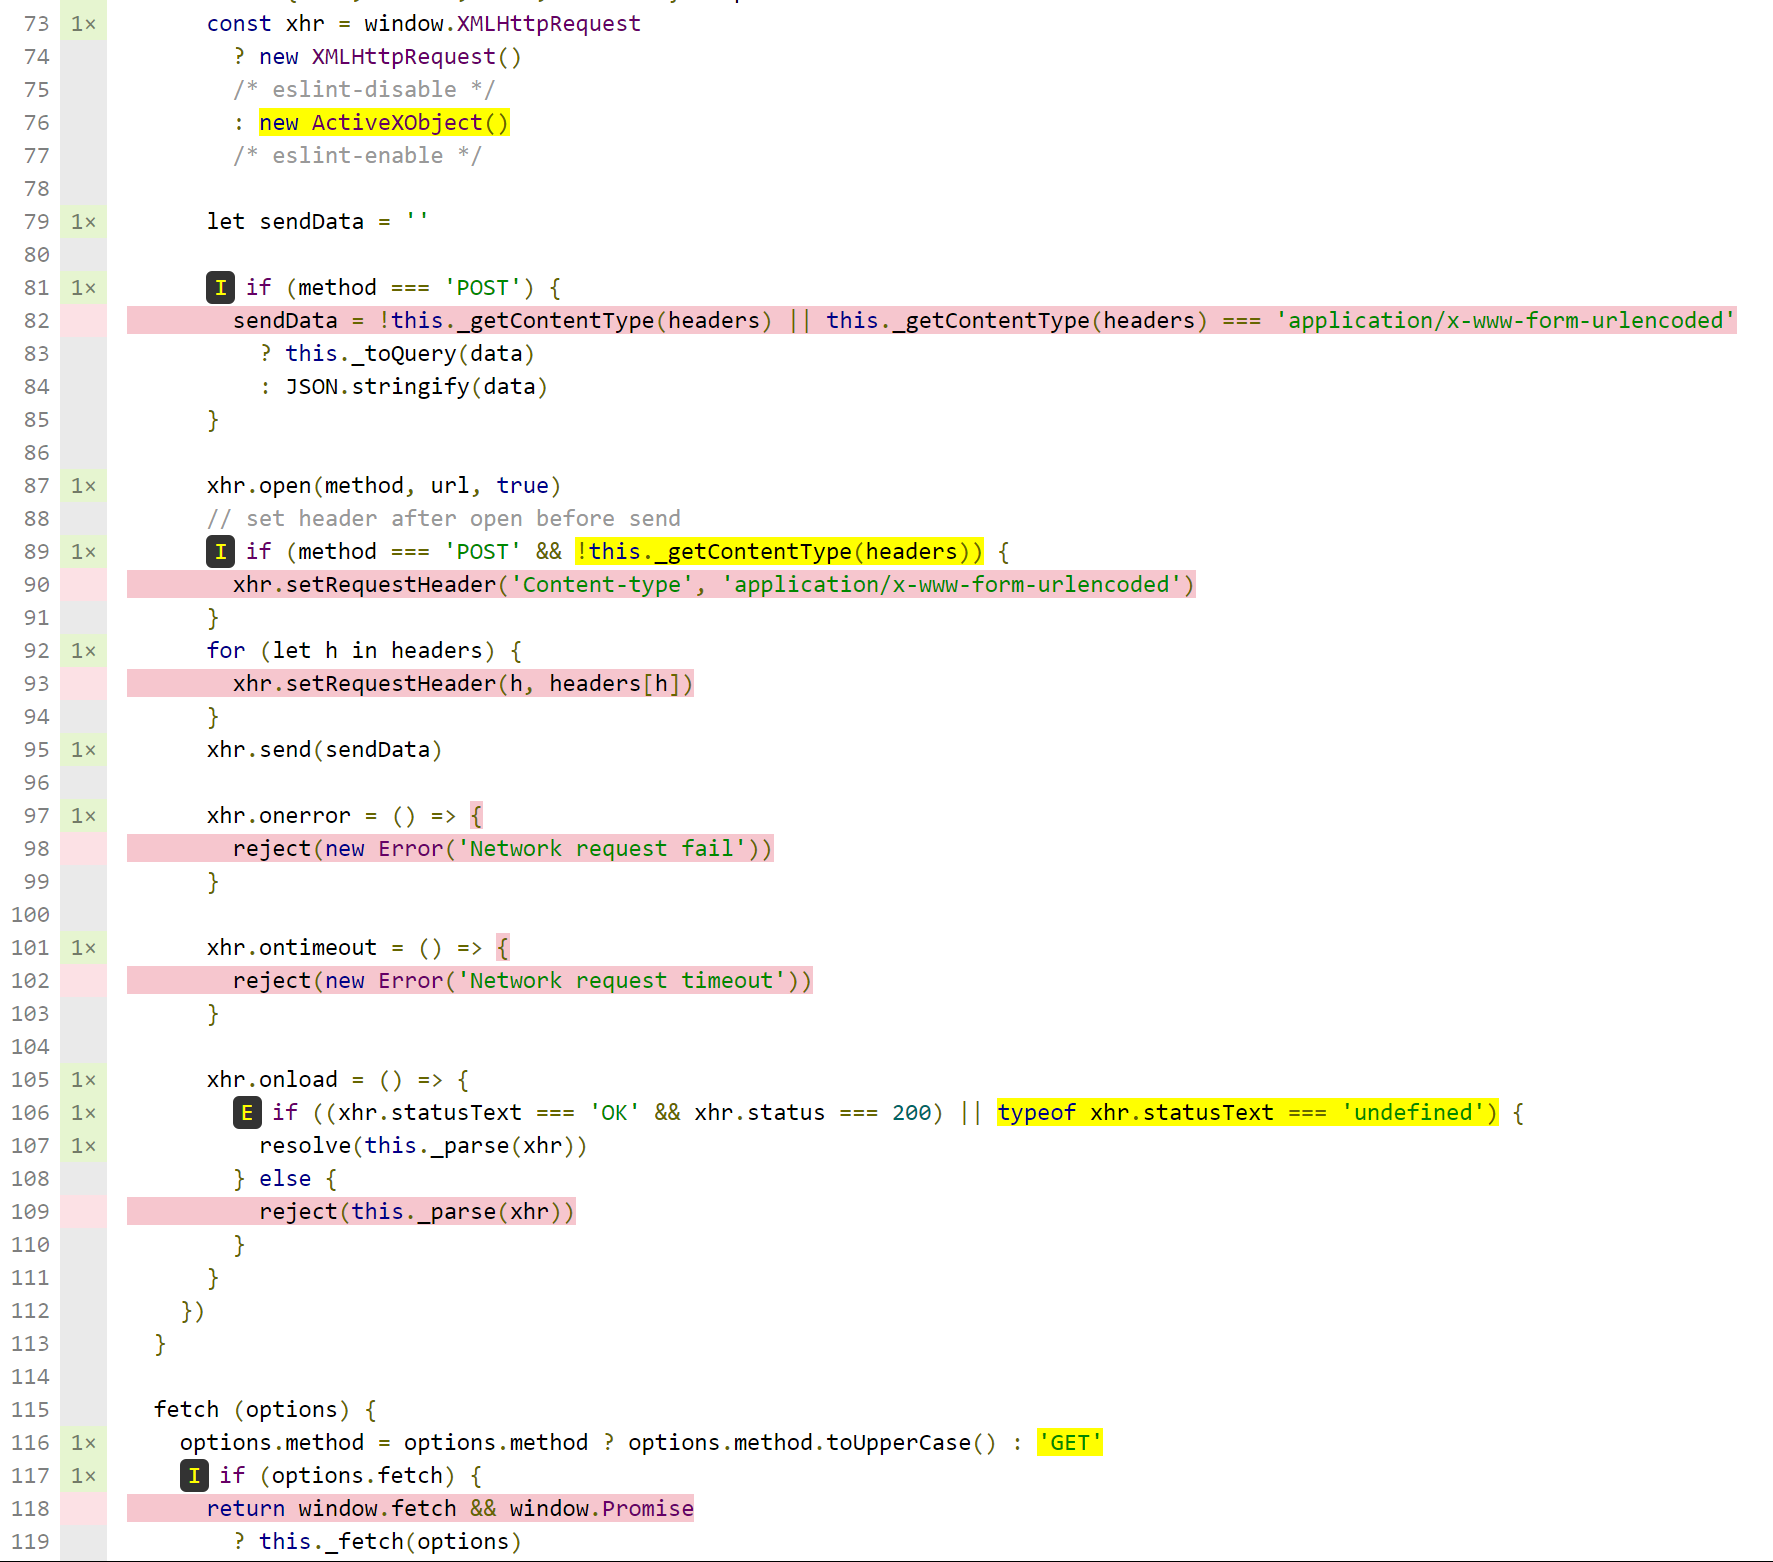 73 1× const xhr = window.XMLHttpRequest
74 ? new XMLHttpRequest()
75 /* eslint-disable */
76 : new ActiveXObject()
77 /* eslint-enable */
78
79 1× let sendData = ''
80
81 1× I if (method === 'POST') {
82 sendData = !this._getContentType(headers) || this._getContentType(headers) === 'application/x-www-form-urlencoded'
83 ? this._toQuery(data)
84 : JSON.stringify(data)
85 }
86
87 1× xhr.open(method, url, true)
88 // set header after open before send
89 1× I if (method === 'POST' && !this._getContentType(headers)) {
90 xhr.setRequestHeader('Content-type', 'application/x-www-form-urlencoded')
91 }
92 1× for (let h in headers) {
93 xhr.setRequestHeader(h, headers[h])
94 }
95 1× xhr.send(sendData)
96
97 1× xhr.onerror = () => {
98 reject(new Error('Network request fail'))
99 }
100
101 1× xhr.ontimeout = () => {
102 reject(new Error('Network request timeout'))
103 }
104
105 1× xhr.onload = () => {
106 1× E if ((xhr.statusText === 'OK' && xhr.status === 200) || typeof xhr.statusText === 'undefined') {
107 1× resolve(this._parse(xhr))
108 } else {
109 reject(this._parse(xhr))
110 }
111 }
112 })
113 }
114
115 fetch (options) {
116 1× options.method = options.method ? options.method.toUpperCase() : 'GET'
117 1× I if (options.fetch) {
118 return window.fetch && window.Promise
119 ? this._fetch(options)